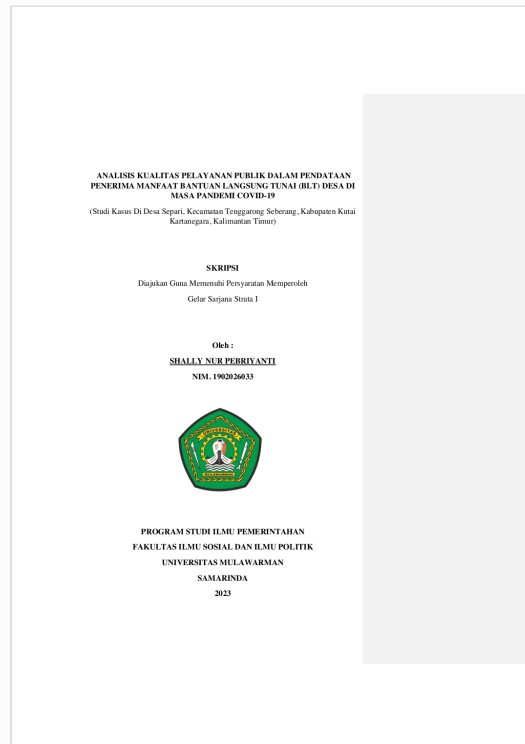 ANALISIS KUALITAS PELAYANAN PUBLIK DALAM PENDATAAN
PENERIMA MANFAAT BANTUAN LANGSUNG TUNAI (BLT) DESA DI
MASA PANDEMI COVID-19
(Studi Kasus Di Desa Separi, Kecamatan Tenggarong Seberang, Kabupaten Kutai
Kartanegara, Kalimantan Timur)
SKRIPSI
Diajukan Guna Memenuhi Persyaratan Memperoleh
Gelar Sarjana Strata I
Oleh :
SHALLY NUR PEBRIYANTI
NIM. 1902026033
UNIVERSITAS
MULAWARMAN
PROGRAM STUDI ILMU PEMERINTAHAN
FAKULTAS ILMU SOSIAL DAN ILMU POLITIK
UNIVERSITAS MULAWARMAN
SAMARINDA
2023